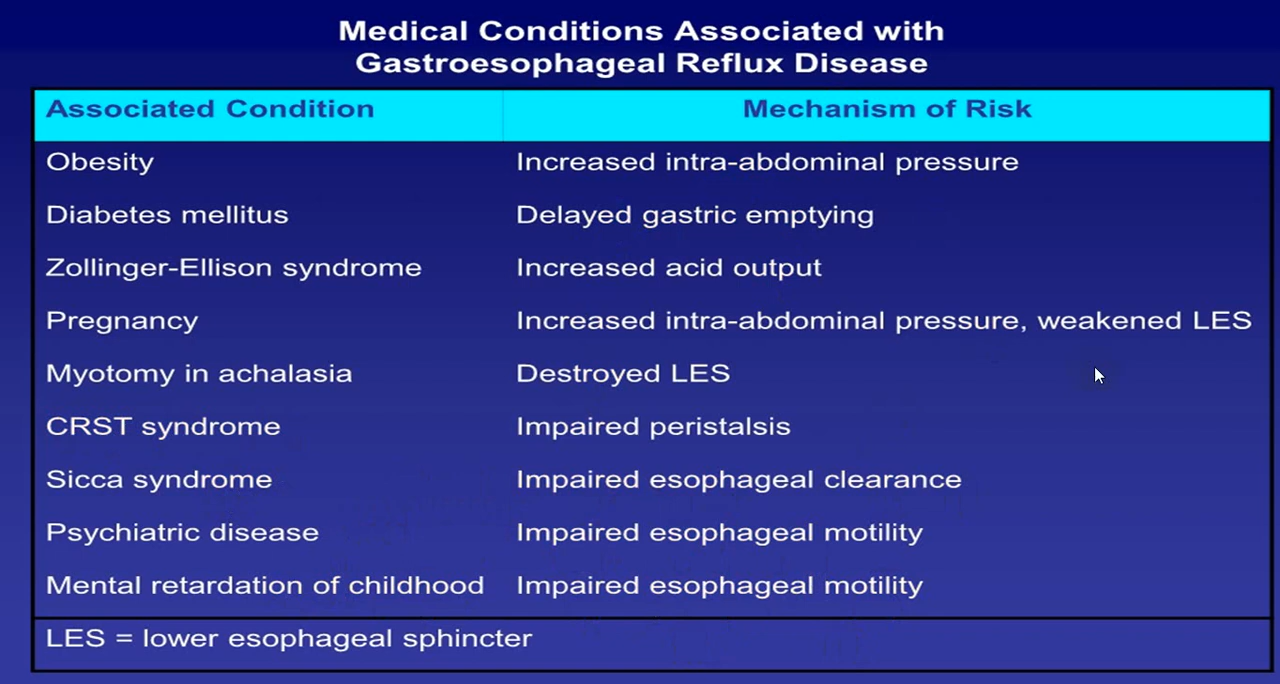 Medical Conditions Associated with
Gastroesophageal Reflux Disease
Associated Condition Mechanism of Risk
Obesity Increased intra-abdominal pressure
Diabetes mellitus Delayed gastric emptying
Zollinger-Ellison syndrome Increased acid output
Pregnancy Increased intra-abdominal pressure, weakened LES
Myotomy in achalasia Destroyed LES
CRST syndrome Impaired peristalsis
Sicca syndrome Impaired esophageal clearance
Psychiatric disease Impaired esophageal motility
Mental retardation of childhood Impaired esophageal motility
LES = lower esophageal sphincter